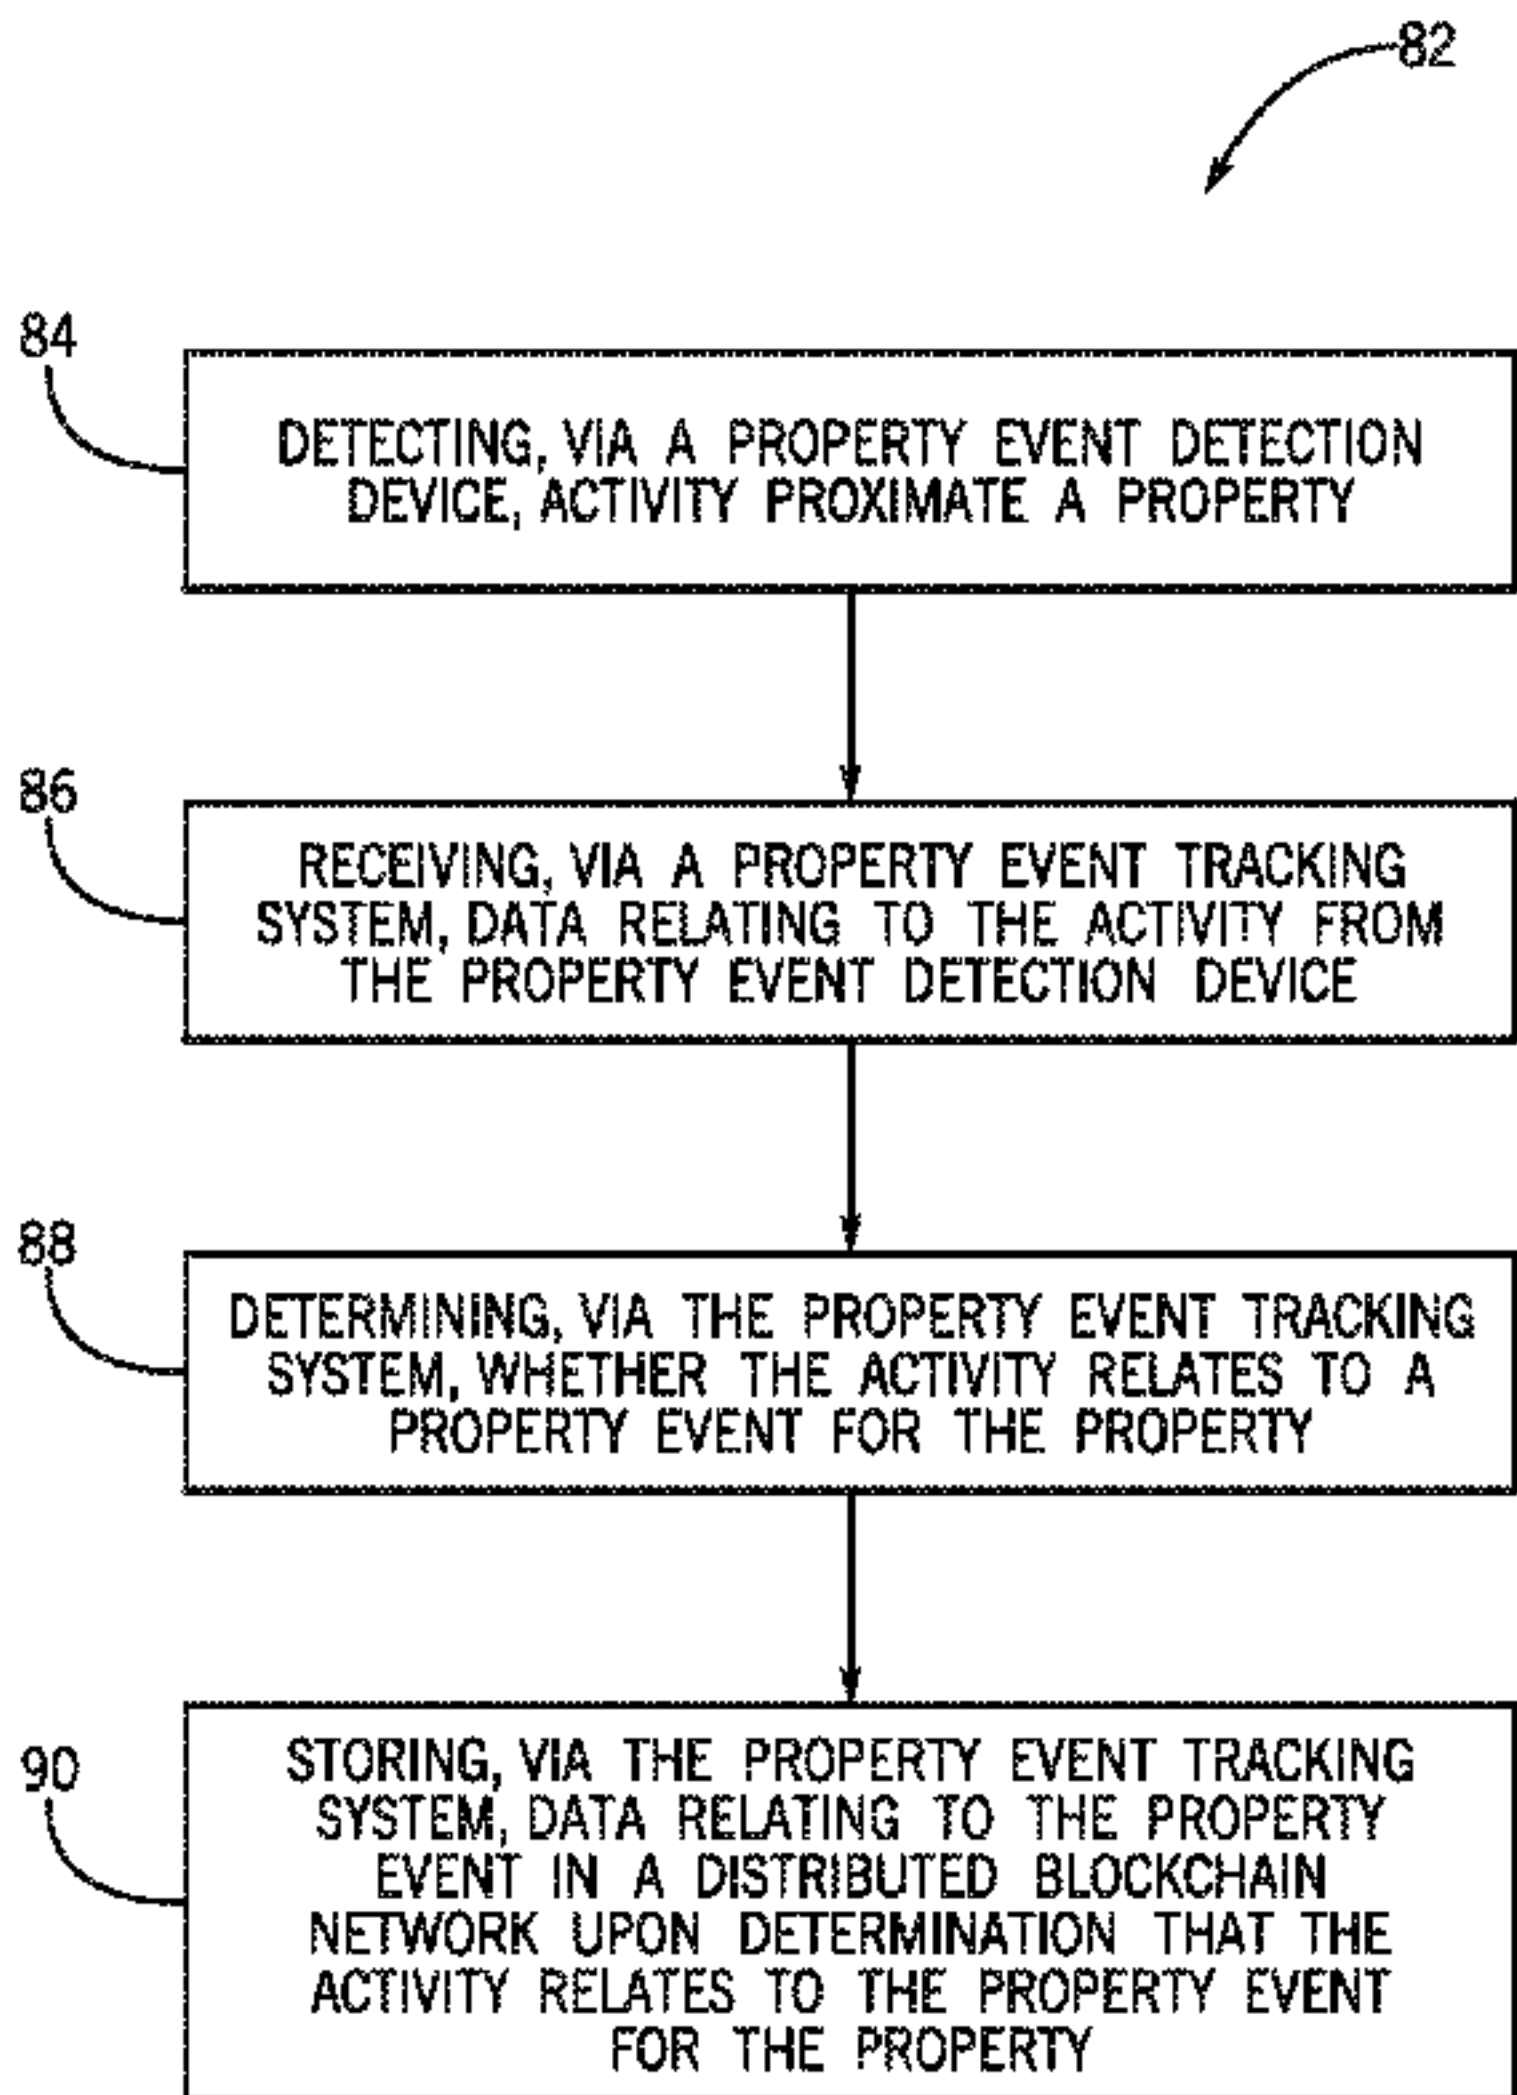 82
84
DETECTING, VIA A PROPERTY EVENT DETECTION
DEVICE, ACTIVITY PROXIMATE A PROPERTY
86
RECEIVING, VIA A PROPERTY EVENT TRACKING
SYSTEM, DATA RELATING TO THE ACTIVITY FROM
THE PROPERTY EVENT DETECTION DEVICE
88
DETERMINING, VIA THE PROPERTY EVENT TRACKING
SYSTEM, WHETHER THE ACTIVITY RELATES TO A
PROPERTY EVENT FOR THE PROPERTY
90
STORING, VIA THE PROPERTY EVENT TRACKING
SYSTEM, DATA RELATING TO THE PROPERTY
EVENT IN A DISTRIBUTED BLOCKCHAIN
NETWORK UPON DETERMINATION THAT THE
ACTIVITY RELATES TO THE PROPERTY EVENT
FOR THE PROPERTY